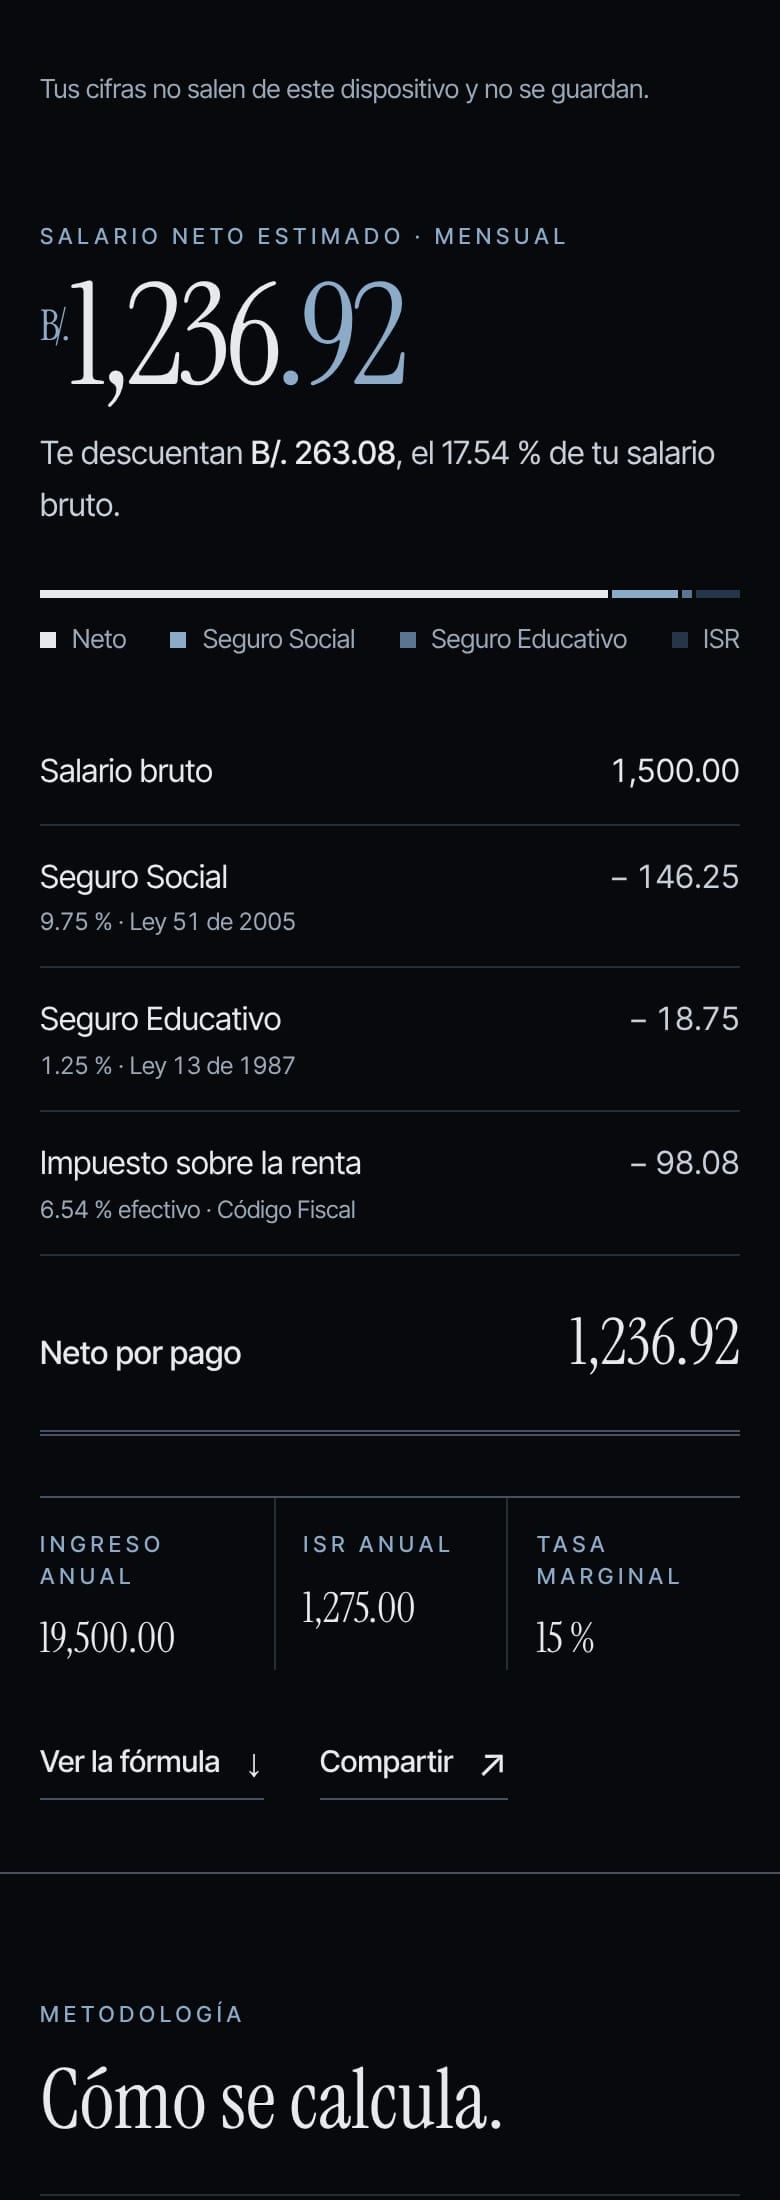 Tus cifras no salen de este dispositivo y no se guardan.
SALARIO NETO ESTIMADO · MENSUAL
B/.1,236.92
Te descuentan B/. 263.08, el 17.54 % de tu salario
bruto.
Neto Seguro Social Seguro Educativo ISR
Salario bruto 1,500.00
Seguro Social – 146.25
9.75 % · Ley 51 de 2005
Seguro Educativo – 18.75
1.25 % · Ley 13 de 1987
Impuesto sobre la renta – 98.08
6.54 % efectivo · Código Fiscal
Neto por pago 1,236.92
INGRESO
ANUAL
19,500.00
ISR ANUAL
1,275.00
TASA
MARGINAL
15 %
Ver la fórmula ↓ Compartir ↗
METODOLOGÍA
Cómo se calcula.